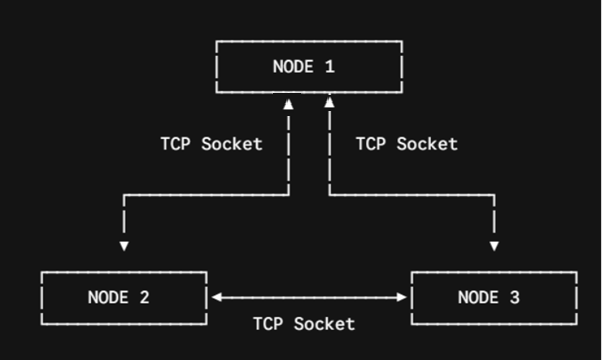 NODE 1
TCP Socket TCP Socket
NODE 2 NODE 3
TCP Socket